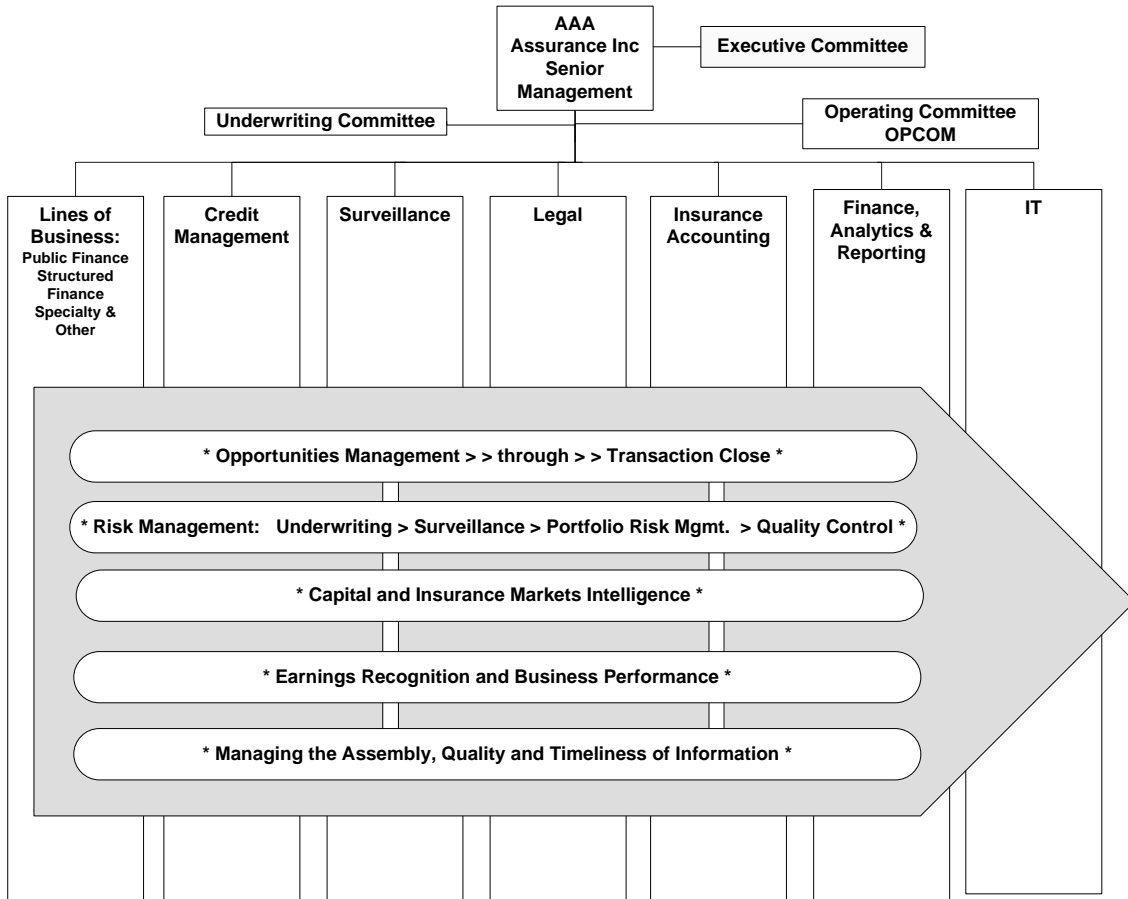 AAA
Assurance Inc
Senior
Management
Executive Committee
Underwriting Committee
Operating Committee
OPCOM
Lines of
Business:
Public Finance
Structured
Finance
Specialty &
Other
Credit
Management
Surveillance
Legal
Insurance
Accounting
Finance,
Analytics &
Reporting
IT
* Opportunities Management > > through > > Transaction Close *
* Risk Management: Underwriting > Surveillance > Portfolio Risk Mgmt. > Quality Control *
* Capital and Insurance Markets Intelligence *
* Earnings Recognition and Business Performance *
* Managing the Assembly, Quality and Timeliness of Information *